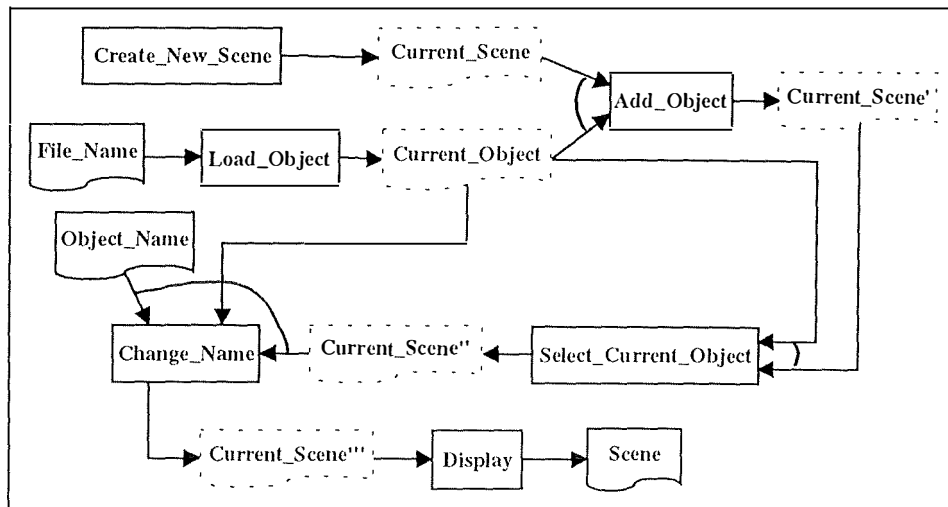 Create_New_Scene
Current_Scene
Add_Object
Current_Scene'
File_Name
Load_Object
Current_Object
Object_Name
Change_Name
Current_Scene''
Select_Current_Object
Current_Scene'''
Display
Scene